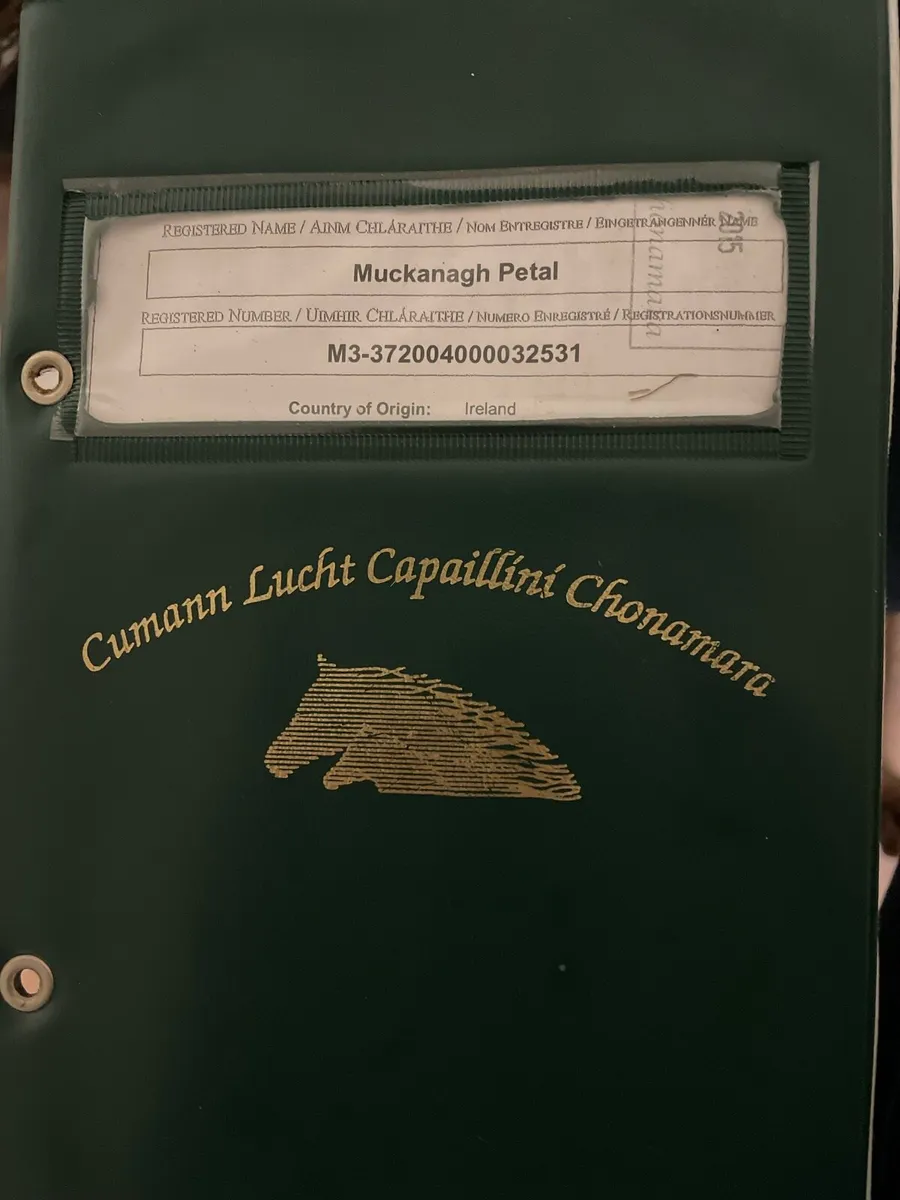 REGISTERED NAME / AINM CHLÁRAITHE / NOM ENTREGISTRE / EINGETRANGENNÉR NAME
Muckanagh Petal
REGISTERED NUMBER / UIMHIR CHLÁRAITHE / NUMERO ENREGISTRÉ / REGISTRATIONSNUMMER
M3-372004000032531
Country of Origin: Ireland
Cumann Lucht Capaillíní Chonamara